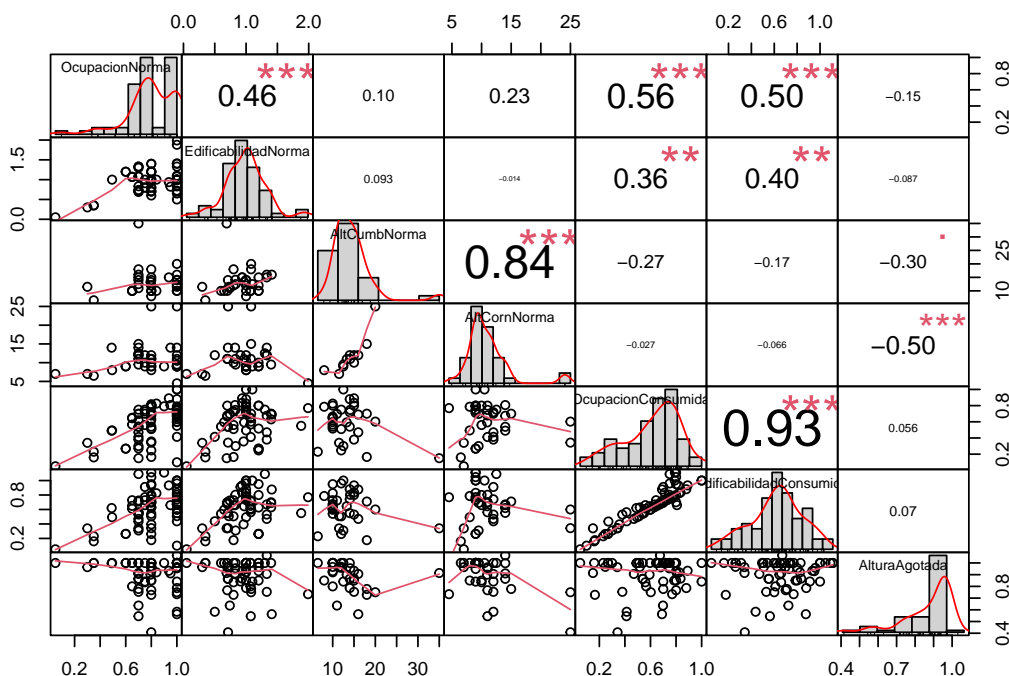 0.0 1.0 2.0 5 15 25 0.2 0.6 1.0
OcupacionNorma 0.46 *** 0.10 0.23 0.56 *** 0.50 *** −0.15 0.2 0.8
0.0 1.5 EdificabilidadNorma 0.093 −0.014 0.36 ** 0.40 ** −0.087
AltCumbNorma 0.84 *** −0.27 −0.17 −0.30 . 10 25
5 15 25 AltCornNorma −0.027 −0.066 −0.50 ***
OcupacionConsumida 0.93 *** 0.056 0.2 0.8
0.2 0.8 dificabilidadConsumid 0.07
AlturaAgotada 0.4 0.8
0.2 0.6 1.0 10 20 30 0.2 0.6 1.0 0.4 0.7 1.0